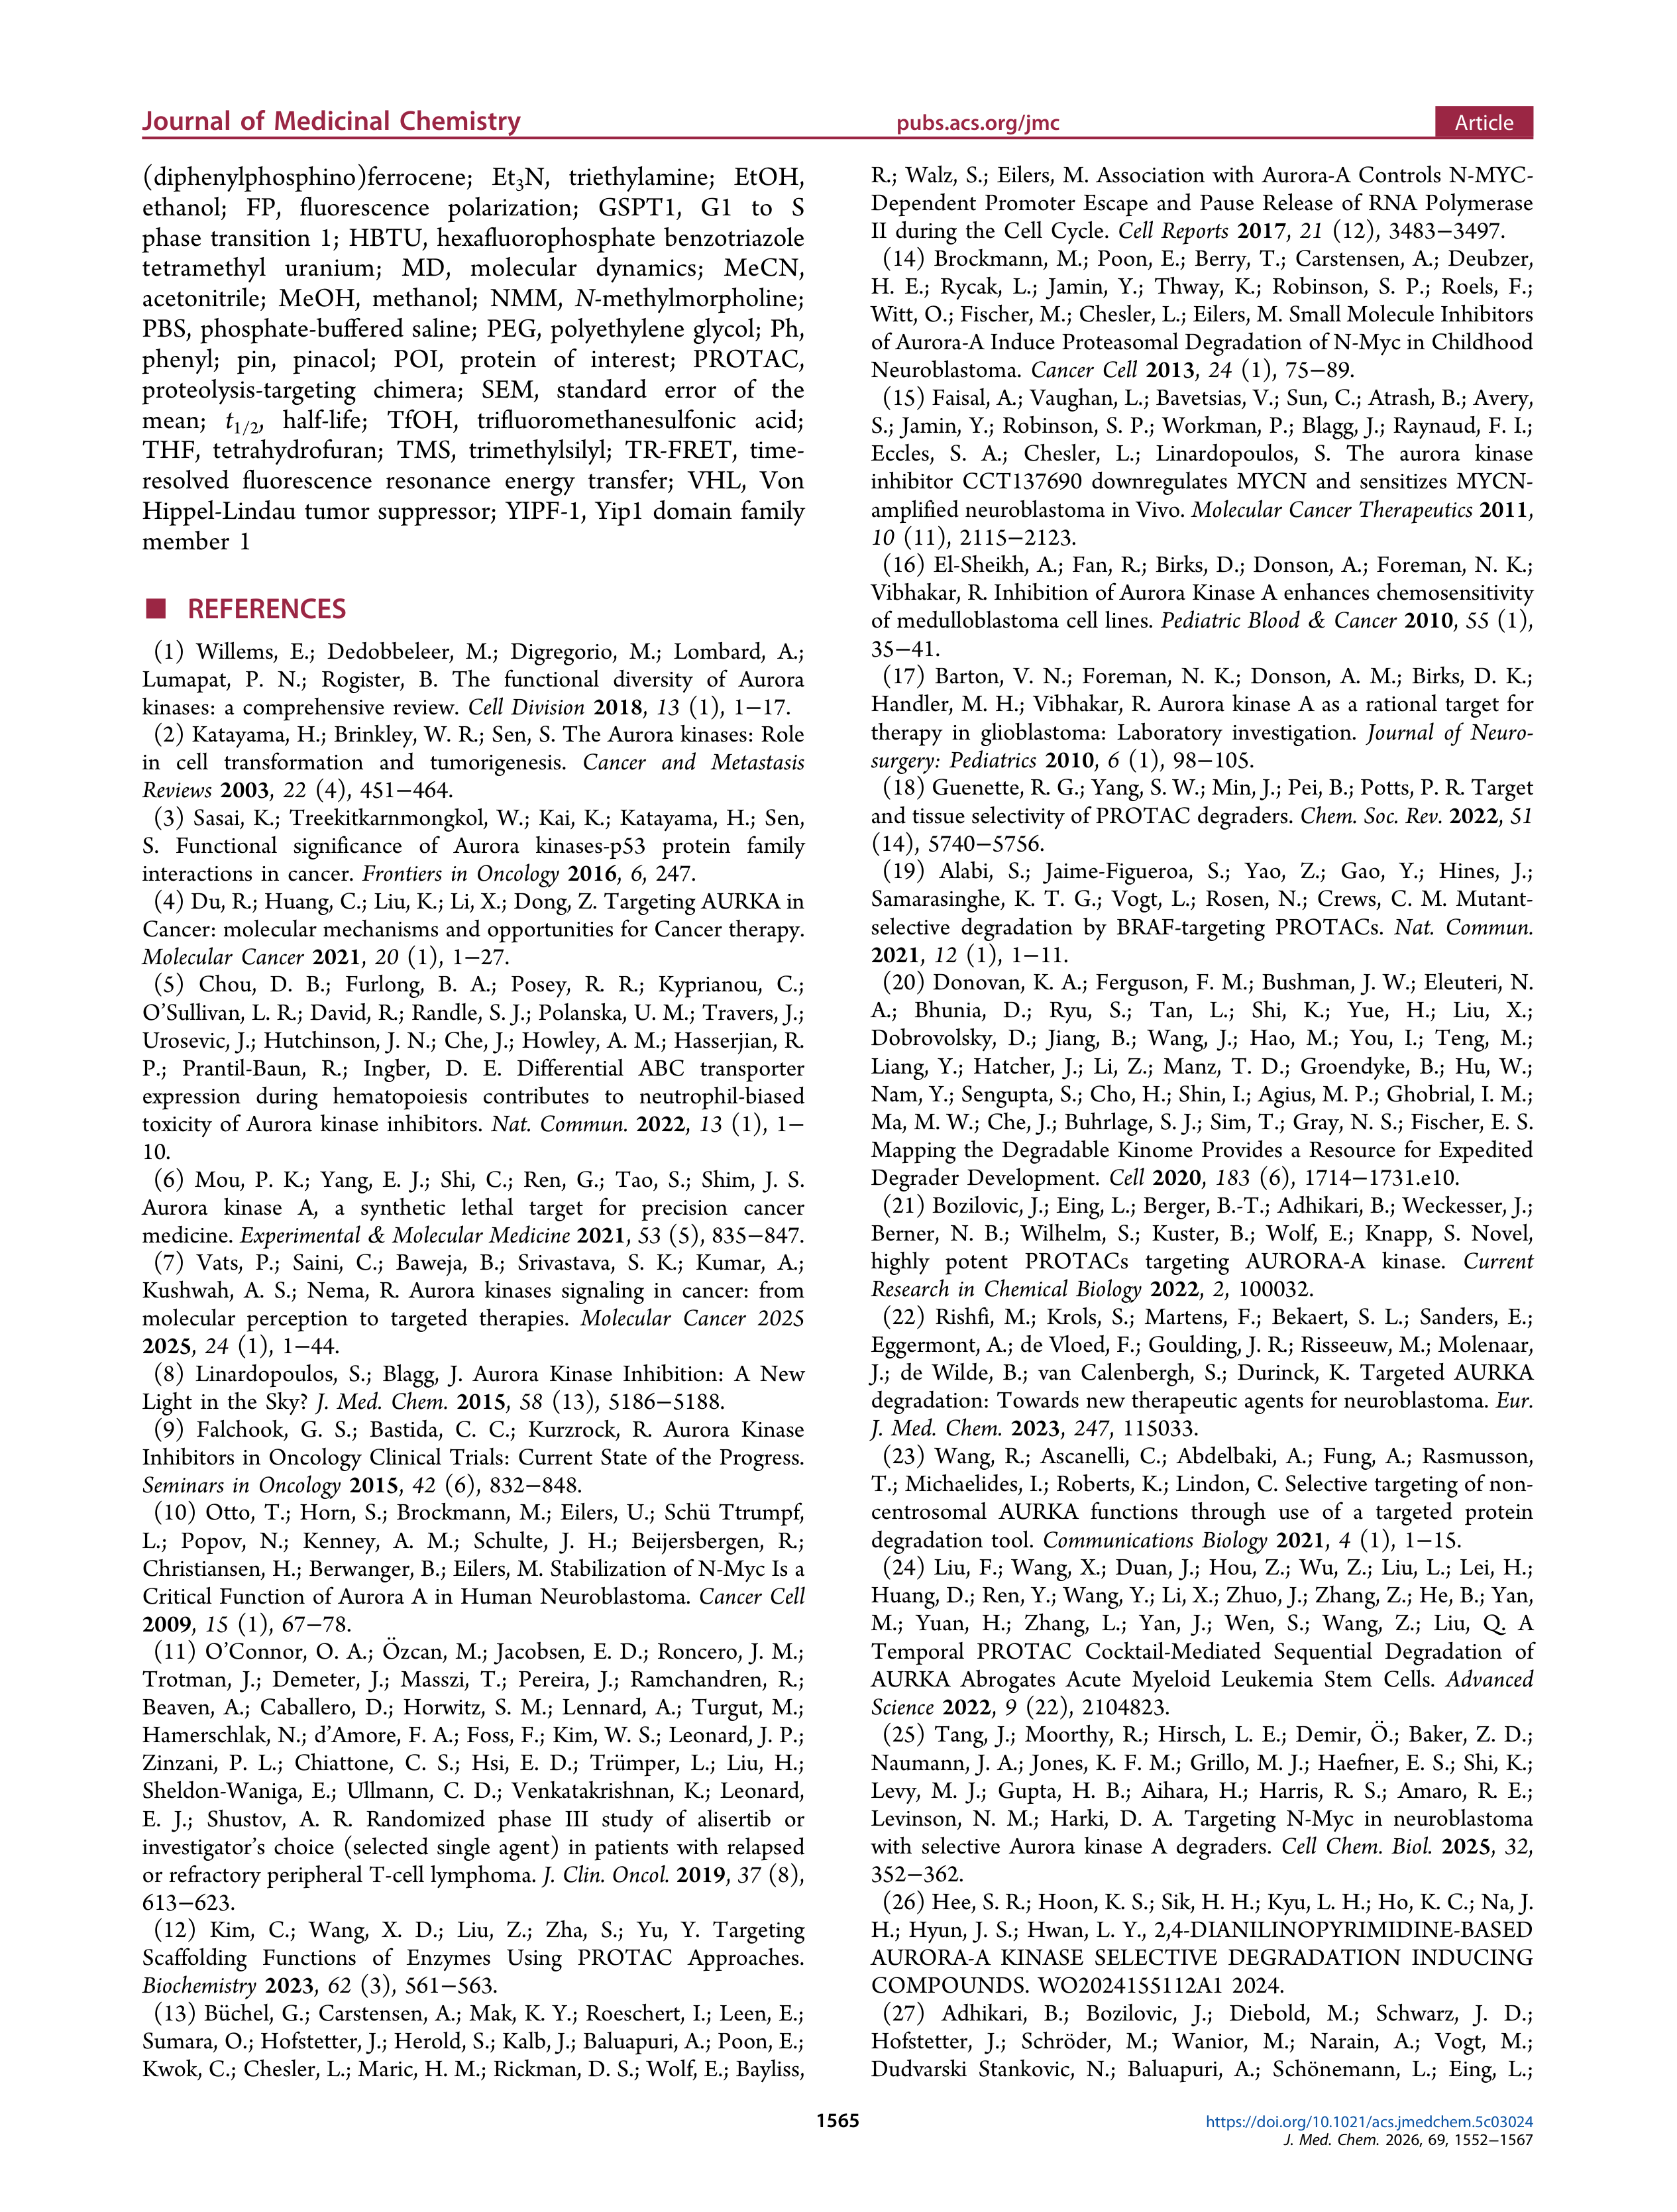 Journal of Medicinal Chemistry
pubs.acs.org/jmc
Article
(diphenylphosphino)ferrocene; Et3N, triethylamine; EtOH,
ethanol; FP, fluorescence polarization; GSPT1, G1 to S
phase transition 1; HBTU, hexafluorophosphate benzotriazole
tetramethyl uranium; MD, molecular dynamics; MeCN,
acetonitrile; MeOH, methanol; NMM, N-methylmorpholine;
PBS, phosphate-buffered saline; PEG, polyethylene glycol; Ph,
phenyl; pin, pinacol; POI, protein of interest; PROTAC,
proteolysis-targeting chimera; SEM, standard error of the
mean; t1/2, half-life; TfOH, trifluoromethanesulfonic acid;
THF, tetrahydrofuran; TMS, trimethylsilyl; TR-FRET, time-
resolved fluorescence resonance energy transfer; VHL, Von
Hippel-Lindau tumor suppressor; YIPF-1, Yip1 domain family
member 1
■ REFERENCES
(1) Willems, E.; Dedobbeleer, M.; Digregorio, M.; Lombard, A.;
Lumapat, P. N.; Rogister, B. The functional diversity of Aurora
kinases: a comprehensive review. Cell Division 2018, 13 (1), 1−17.
(2) Katayama, H.; Brinkley, W. R.; Sen, S. The Aurora kinases: Role
in cell transformation and tumorigenesis. Cancer and Metastasis
Reviews 2003, 22 (4), 451−464.
(3) Sasai, K.; Treekitkarnmongkol, W.; Kai, K.; Katayama, H.; Sen,
S. Functional significance of Aurora kinases-p53 protein family
interactions in cancer. Frontiers in Oncology 2016, 6, 247.
(4) Du, R.; Huang, C.; Liu, K.; Li, X.; Dong, Z. Targeting AURKA in
Cancer: molecular mechanisms and opportunities for Cancer therapy.
Molecular Cancer 2021, 20 (1), 1−27.
(5) Chou, D. B.; Furlong, B. A.; Posey, R. R.; Kyprianou, C.;
O'Sullivan, L. R.; David, R.; Randle, S. J.; Polanska, U. M.; Travers, J.;
Urosevic, J.; Hutchinson, J. N.; Che, J.; Howley, A. M.; Hasserjian, R.
P.; Prantil-Baun, R.; Ingber, D. E. Differential ABC transporter
expression during hematopoiesis contributes to neutrophil-biased
toxicity of Aurora kinase inhibitors. Nat. Commun. 2022, 13 (1), 1−
10.
(6) Mou, P. K.; Yang, E. J.; Shi, C.; Ren, G.; Tao, S.; Shim, J. S.
Aurora kinase A, a synthetic lethal target for precision cancer
medicine. Experimental & Molecular Medicine 2021, 53 (5), 835−847.
(7) Vats, P.; Saini, C.; Baweja, B.; Srivastava, S. K.; Kumar, A.;
Kushwah, A. S.; Nema, R. Aurora kinases signaling in cancer: from
molecular perception to targeted therapies. Molecular Cancer 2025
2025, 24 (1), 1−44.
(8) Linardopoulos, S.; Blagg, J. Aurora Kinase Inhibition: A New
Light in the Sky? J. Med. Chem. 2015, 58 (13), 5186−5188.
(9) Falchook, G. S.; Bastida, C. C.; Kurzrock, R. Aurora Kinase
Inhibitors in Oncology Clinical Trials: Current State of the Progress.
Seminars in Oncology 2015, 42 (6), 832−848.
(10) Otto, T.; Horn, S.; Brockmann, M.; Eilers, U.; Schü Ttrumpf,
L.; Popov, N.; Kenney, A. M.; Schulte, J. H.; Beijersbergen, R.;
Christiansen, H.; Berwanger, B.; Eilers, M. Stabilization of N-Myc Is a
Critical Function of Aurora A in Human Neuroblastoma. Cancer Cell
2009, 15 (1), 67−78.
(11) O'Connor, O. A.; Özcan, M.; Jacobsen, E. D.; Roncero, J. M.;
Trotman, J.; Demeter, J.; Masszi, T.; Pereira, J.; Ramchandren, R.;
Beaven, A.; Caballero, D.; Horwitz, S. M.; Lennard, A.; Turgut, M.;
Hamerschlak, N.; d'Amore, F. A.; Foss, F.; Kim, W. S.; Leonard, J. P.;
Zinzani, P. L.; Chiattone, C. S.; Hsi, E. D.; Trümper, L.; Liu, H.;
Sheldon-Waniga, E.; Ullmann, C. D.; Venkatakrishnan, K.; Leonard,
E. J.; Shustov, A. R. Randomized phase III study of alisertib or
investigator's choice (selected single agent) in patients with relapsed
or refractory peripheral T-cell lymphoma. J. Clin. Oncol. 2019, 37 (8),
613−623.
(12) Kim, C.; Wang, X. D.; Liu, Z.; Zha, S.; Yu, Y. Targeting
Scaffolding Functions of Enzymes Using PROTAC Approaches.
Biochemistry 2023, 62 (3), 561−563.
(13) Büchel, G.; Carstensen, A.; Mak, K. Y.; Roeschert, I.; Leen, E.;
Sumara, O.; Hofstetter, J.; Herold, S.; Kalb, J.; Baluapuri, A.; Poon, E.;
Kwok, C.; Chesler, L.; Maric, H. M.; Rickman, D. S.; Wolf, E.; Bayliss,
R.; Walz, S.; Eilers, M. Association with Aurora-A Controls N-MYC-
Dependent Promoter Escape and Pause Release of RNA Polymerase
II during the Cell Cycle. Cell Reports 2017, 21 (12), 3483−3497.
(14) Brockmann, M.; Poon, E.; Berry, T.; Carstensen, A.; Deubzer,
H. E.; Rycak, L.; Jamin, Y.; Thway, K.; Robinson, S. P.; Roels, F.;
Witt, O.; Fischer, M.; Chesler, L.; Eilers, M. Small Molecule Inhibitors
of Aurora-A Induce Proteasomal Degradation of N-Myc in Childhood
Neuroblastoma. Cancer Cell 2013, 24 (1), 75−89.
(15) Faisal, A.; Vaughan, L.; Bavetsias, V.; Sun, C.; Atrash, B.; Avery,
S.; Jamin, Y.; Robinson, S. P.; Workman, P.; Blagg, J.; Raynaud, F. I.;
Eccles, S. A.; Chesler, L.; Linardopoulos, S. The aurora kinase
inhibitor CCT137690 downregulates MYCN and sensitizes MYCN-
amplified neuroblastoma in Vivo. Molecular Cancer Therapeutics 2011,
10 (11), 2115−2123.
(16) El-Sheikh, A.; Fan, R.; Birks, D.; Donson, A.; Foreman, N. K.;
Vibhakar, R. Inhibition of Aurora Kinase A enhances chemosensitivity
of medulloblastoma cell lines. Pediatric Blood & Cancer 2010, 55 (1),
35−41.
(17) Barton, V. N.; Foreman, N. K.; Donson, A. M.; Birks, D. K.;
Handler, M. H.; Vibhakar, R. Aurora kinase A as a rational target for
therapy in glioblastoma: Laboratory investigation. Journal of Neuro-
surgery: Pediatrics 2010, 6 (1), 98−105.
(18) Guenette, R. G.; Yang, S. W.; Min, J.; Pei, B.; Potts, P. R. Target
and tissue selectivity of PROTAC degraders. Chem. Soc. Rev. 2022, 51
(14), 5740−5756.
(19) Alabi, S.; Jaime-Figueroa, S.; Yao, Z.; Gao, Y.; Hines, J.;
Samarasinghe, K. T. G.; Vogt, L.; Rosen, N.; Crews, C. M. Mutant-
selective degradation by BRAF-targeting PROTACs. Nat. Commun.
2021, 12 (1), 1−11.
(20) Donovan, K. A.; Ferguson, F. M.; Bushman, J. W.; Eleuteri, N.
A.; Bhunia, D.; Ryu, S.; Tan, L.; Shi, K.; Yue, H.; Liu, X.;
Dobrovolsky, D.; Jiang, B.; Wang, J.; Hao, M.; You, I.; Teng, M.;
Liang, Y.; Hatcher, J.; Li, Z.; Manz, T. D.; Groendyke, B.; Hu, W.;
Nam, Y.; Sengupta, S.; Cho, H.; Shin, I.; Agius, M. P.; Ghobrial, I. M.;
Ma, M. W.; Che, J.; Buhrlage, S. J.; Sim, T.; Gray, N. S.; Fischer, E. S.
Mapping the Degradable Kinome Provides a Resource for Expedited
Degrader Development. Cell 2020, 183 (6), 1714−1731.e10.
(21) Bozilovic, J.; Eing, L.; Berger, B.-T.; Adhikari, B.; Weckesser, J.;
Berner, N. B.; Wilhelm, S.; Kuster, B.; Wolf, E.; Knapp, S. Novel,
highly potent PROTACs targeting AURORA-A kinase. Current
Research in Chemical Biology 2022, 2, 100032.
(22) Rishfi, M.; Krols, S.; Martens, F.; Bekaert, S. L.; Sanders, E.;
Eggermont, A.; de Vloed, F.; Goulding, J. R.; Risseeuw, M.; Molenaar,
J.; de Wilde, B.; van Calenbergh, S.; Durinck, K. Targeted AURKA
degradation: Towards new therapeutic agents for neuroblastoma. Eur.
J. Med. Chem. 2023, 247, 115033.
(23) Wang, R.; Ascanelli, C.; Abdelbaki, A.; Fung, A.; Rasmusson,
T.; Michaelides, I.; Roberts, K.; Lindon, C. Selective targeting of non-
centrosomal AURKA functions through use of a targeted protein
degradation tool. Communications Biology 2021, 4 (1), 1−15.
(24) Liu, F.; Wang, X.; Duan, J.; Hou, Z.; Wu, Z.; Liu, L.; Lei, H.;
Huang, D.; Ren, Y.; Wang, Y.; Li, X.; Zhuo, J.; Zhang, Z.; He, B.; Yan,
M.; Yuan, H.; Zhang, L.; Yan, J.; Wen, S.; Wang, Z.; Liu, Q. A
Temporal PROTAC Cocktail-Mediated Sequential Degradation of
AURKA Abrogates Acute Myeloid Leukemia Stem Cells. Advanced
Science 2022, 9 (22), 2104823.
(25) Tang, J.; Moorthy, R.; Hirsch, L. E.; Demir, Ö.; Baker, Z. D.;
Naumann, J. A.; Jones, K. F. M.; Grillo, M. J.; Haefner, E. S.; Shi, K.;
Levy, M. J.; Gupta, H. B.; Aihara, H.; Harris, R. S.; Amaro, R. E.;
Levinson, N. M.; Harki, D. A. Targeting N-Myc in neuroblastoma
with selective Aurora kinase A degraders. Cell Chem. Biol. 2025, 32,
352−362.
(26) Hee, S. R.; Hoon, K. S.; Sik, H. H.; Kyu, L. H.; Ho, K. C.; Na, J.
H.; Hyun, J. S.; Hwan, L. Y., 2,4-DIANILINOPYRIMIDINE-BASED
AURORA-A KINASE SELECTIVE DEGRADATION INDUCING
COMPOUNDS. WO2024155112A1 2024.
(27) Adhikari, B.; Bozilovic, J.; Diebold, M.; Schwarz, J. D.;
Hofstetter, J.; Schröder, M.; Wanior, M.; Narain, A.; Vogt, M.;
Dudvarski Stankovic, N.; Baluapuri, A.; Schönemann, L.; Eing, L.;
1565
https://doi.org/10.1021/acs.jmedchem.5c03024
J. Med. Chem. 2026, 69, 1552−1567